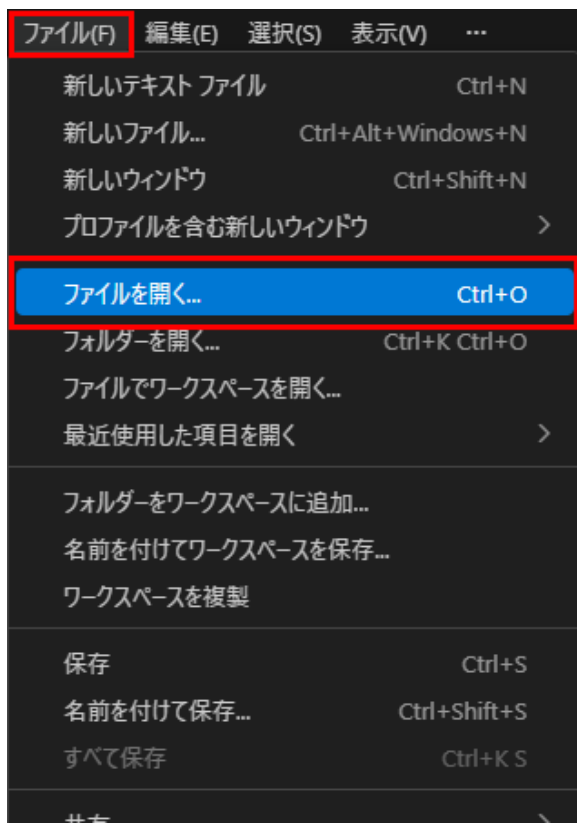 ファイル(F) 編集(E) 選択(S) 表示(V) ...
新しいテキスト ファイル Ctrl+N
新しいファイル... Ctrl+Alt+Windows+N
新しいウィンドウ Ctrl+Shift+N
プロファイルを含む新しいウィンドウ >
ファイルを開く... Ctrl+O
フォルダーを開く... Ctrl+K Ctrl+O
ファイルでワークスペースを開く...
最近使用した項目を開く >
フォルダーをワークスペースに追加...
名前を付けてワークスペースを保存...
ワークスペースを複製
保存 Ctrl+S
名前を付けて保存... Ctrl+Shift+S
すべて保存 Ctrl+K S